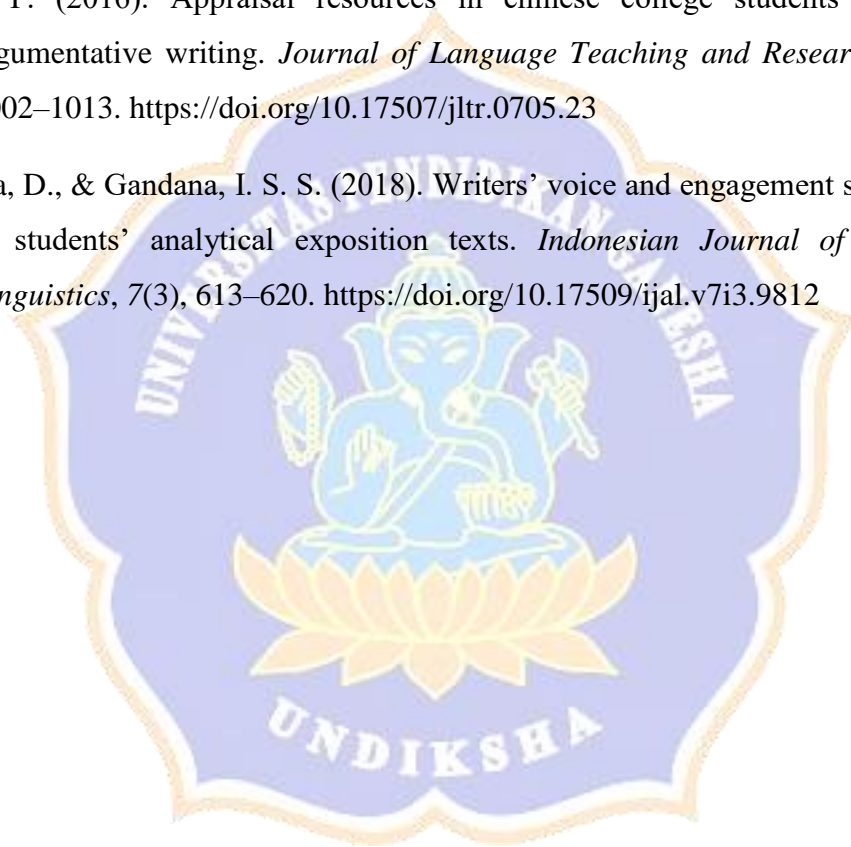 (2016). Appraisal resources in chinese college students
gumentative writing. Journal of Language Teaching and Resear
02–1013. https://doi.org/10.17507/jltr.0705.23
a, D., & Gandana, I. S. S. (2018). Writers’ voice and engagement s
students’ analytical exposition texts. Indonesian Journal of
nguistics, 7(3), 613–620. https://doi.org/10.17509/ijal.v7i3.9812
UNIVERSITAS PENDIDIKAN GANESHA
UNDIKSHA